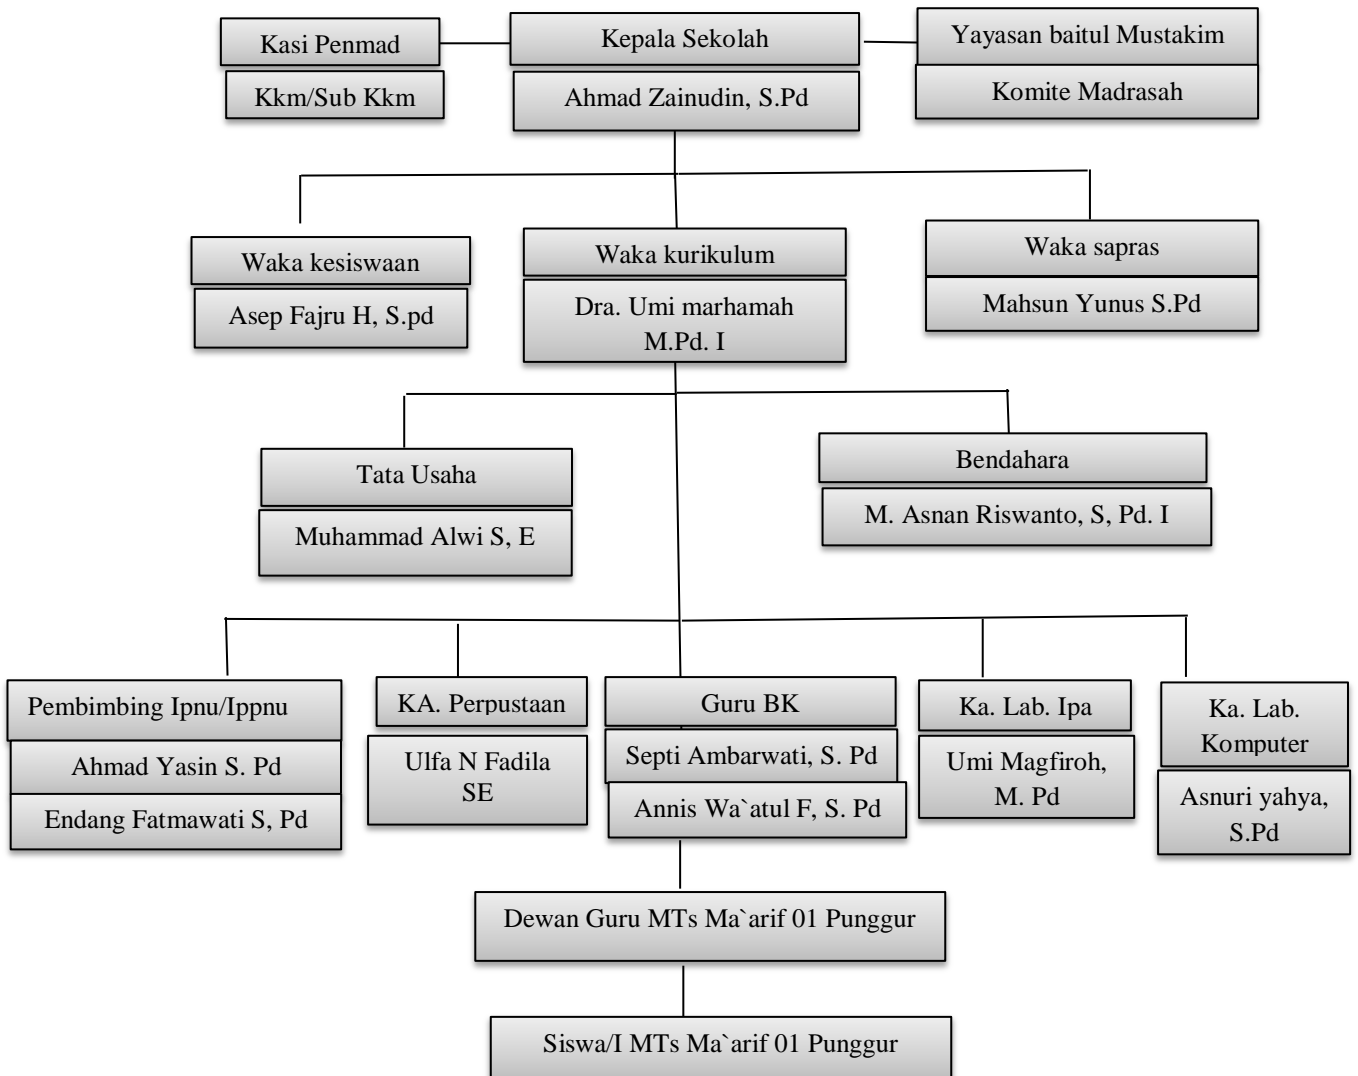 Kasi Penmad
Kkm/Sub Kkm
Kepala Sekolah
Ahmad Zainudin, S.Pd
Yayasan baitul Mustakim
Komite Madrasah
Waka kesiswaan
Asep Fajru H, S.pd
Waka kurikulum
Dra. Umi marhamah
M.Pd. I
Waka sapras
Mahsun Yunus S.Pd
Tata Usaha
Muhammad Alwi S, E
Bendahara
M. Asnan Riswanto, S, Pd. I
Pembimbing Ipnu/Ippnu
Ahmad Yasin S. Pd
Endang Fatmawati S, Pd
KA. Perpustaan
Ulfa N Fadila
SE
Guru BK
Septi Ambarwati, S. Pd
Annis Wa`atul F, S. Pd
Ka. Lab. Ipa
Umi Magfiroh,
M. Pd
Ka. Lab.
Komputer
Asnuri yahya,
S.Pd
Dewan Guru MTs Ma`arif 01 Punggur
Siswa/I MTs Ma`arif 01 Punggur